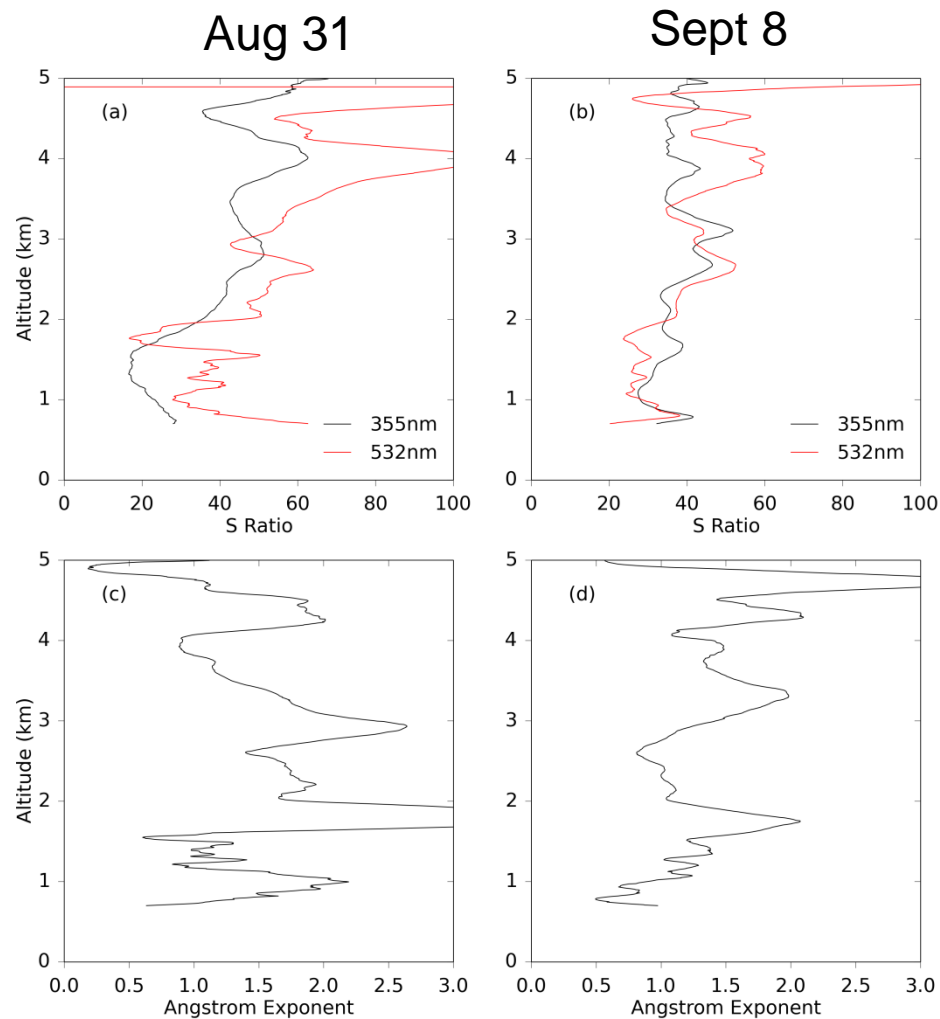 Aug 31
Sept 8
5
4
3
2
1
0
Altitude (km)
(a)
355nm
532nm
0 20 40 60 80 100
S Ratio
5
4
3
2
1
0
(b)
355nm
532nm
0 20 40 60 80 100
S Ratio
5
4
3
2
1
0
Altitude (km)
(c)
0.0 0.5 1.0 1.5 2.0 2.5 3.0
Angstrom Exponent
5
4
3
2
1
0
(d)
0.0 0.5 1.0 1.5 2.0 2.5 3.0
Angstrom Exponent